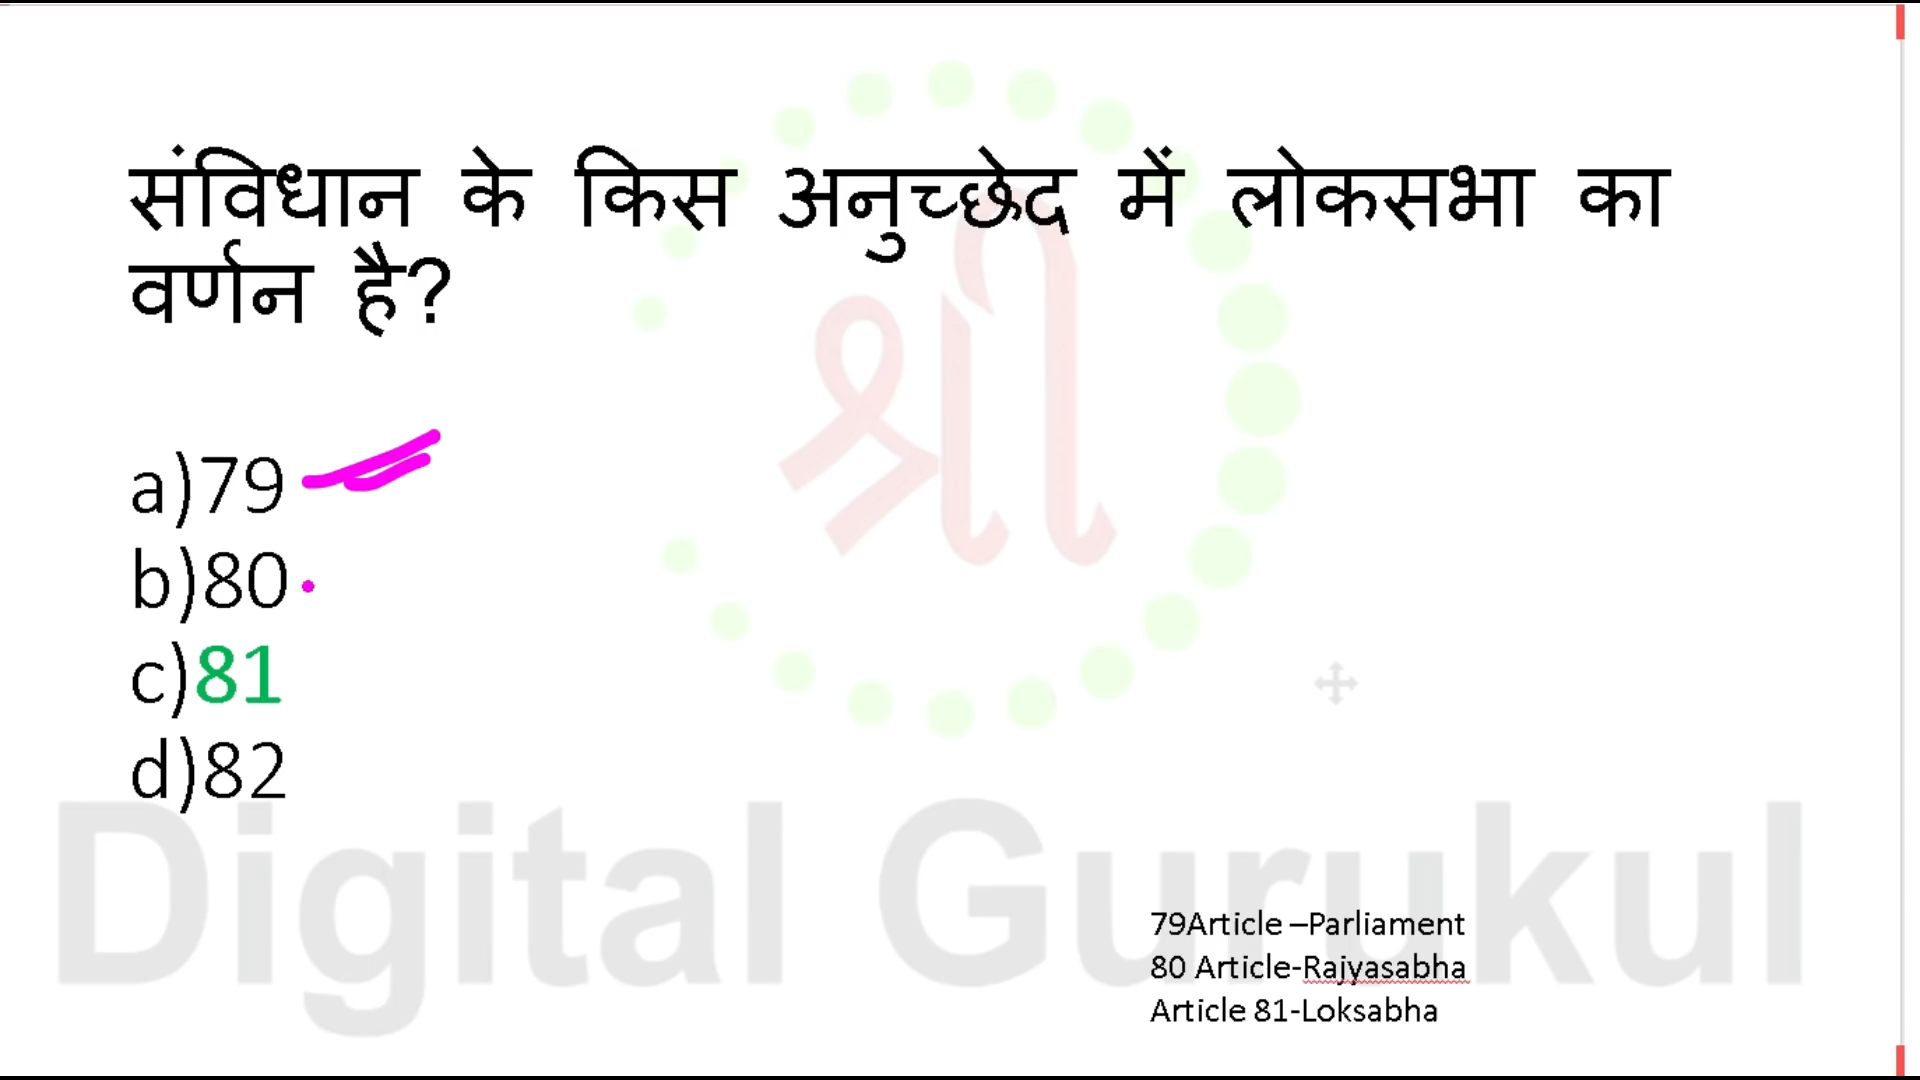 संविधान के किस अनुच्छेद में लोकसभा का
वर्णन है?
a)79
b)80
c)81
d)82
श्री
Digital Gurukul
79Article –Parliament
80 Article-Rajyasabha
Article 81-Loksabha